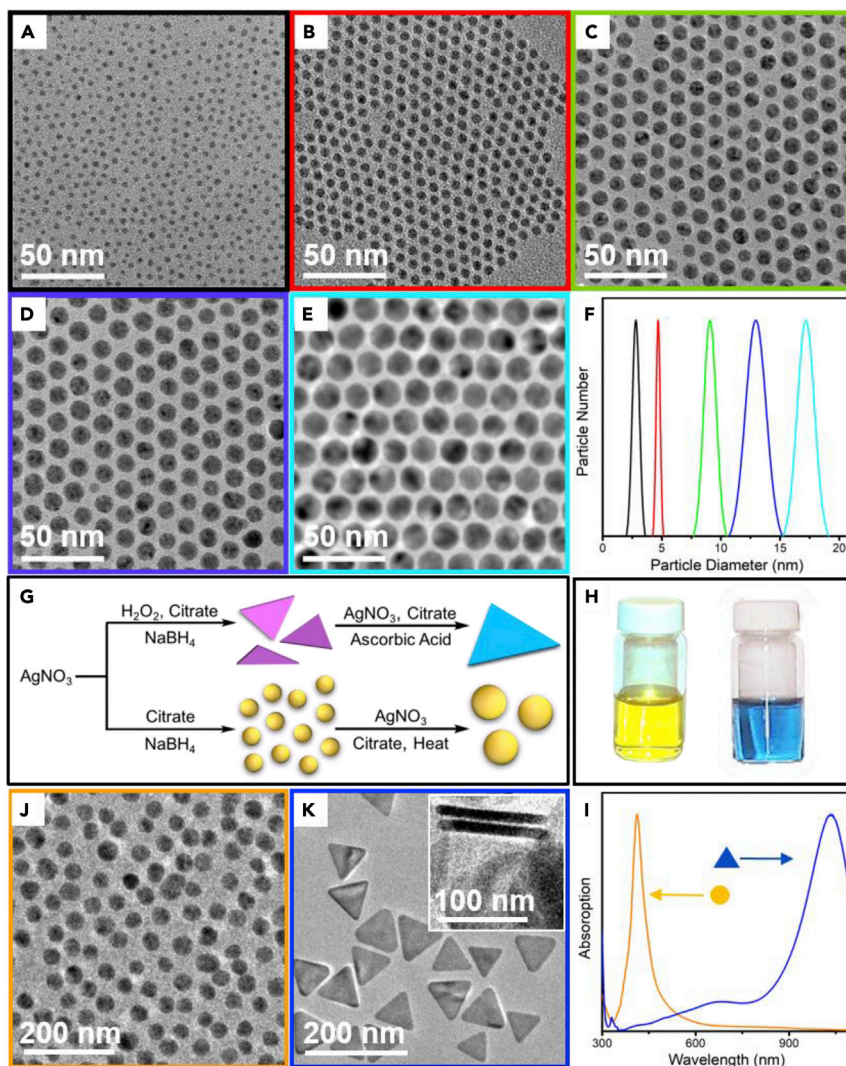 A
B
C
50 nm
50 nm
50 nm
D
E
F
50 nm
50 nm
Particle Number
0 5 10 15 20
Particle Diameter (nm)
G
H
AgNO₃
H₂O₂, Citrate
NaBH₄
AgNO₃, Citrate
Ascorbic Acid
Citrate
NaBH₄
AgNO₃
Citrate, Heat
J
K
I
100 nm
200 nm
200 nm
Absoroption
300 600 900
Wavelength (nm)